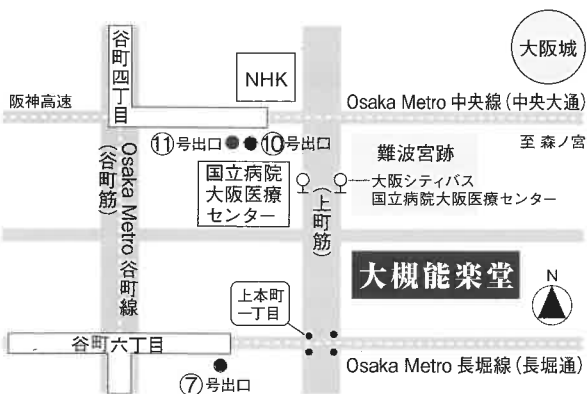 大阪城
谷町四丁目
NHK
阪神高速
Osaka Metro 中央線(中央大通)
⑪号出口
⑩号出口
至 森ノ宮
難波宮跡
国立病院
大阪医療
センター
大阪シティバス
国立病院大阪医療センター
Osaka Metro 谷町線
(谷町筋)
(上町筋)
大槻能楽堂
N
上本町
一丁目
谷町六丁目
Osaka Metro 長堀線(長堀通)
⑦号出口